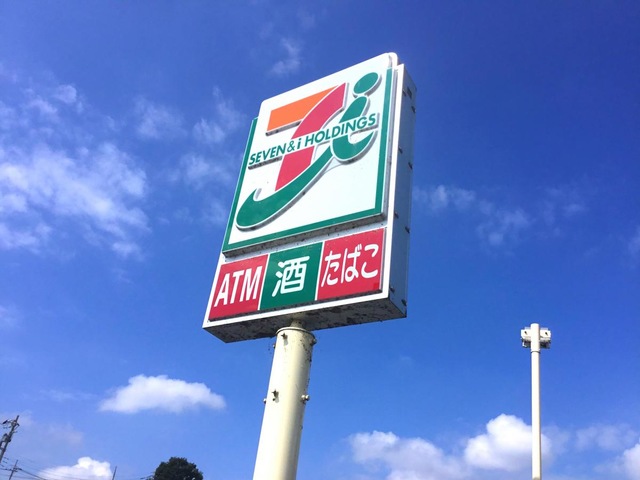 7i
SEVEN&i HOLDINGS
ATM 酒 たばこ